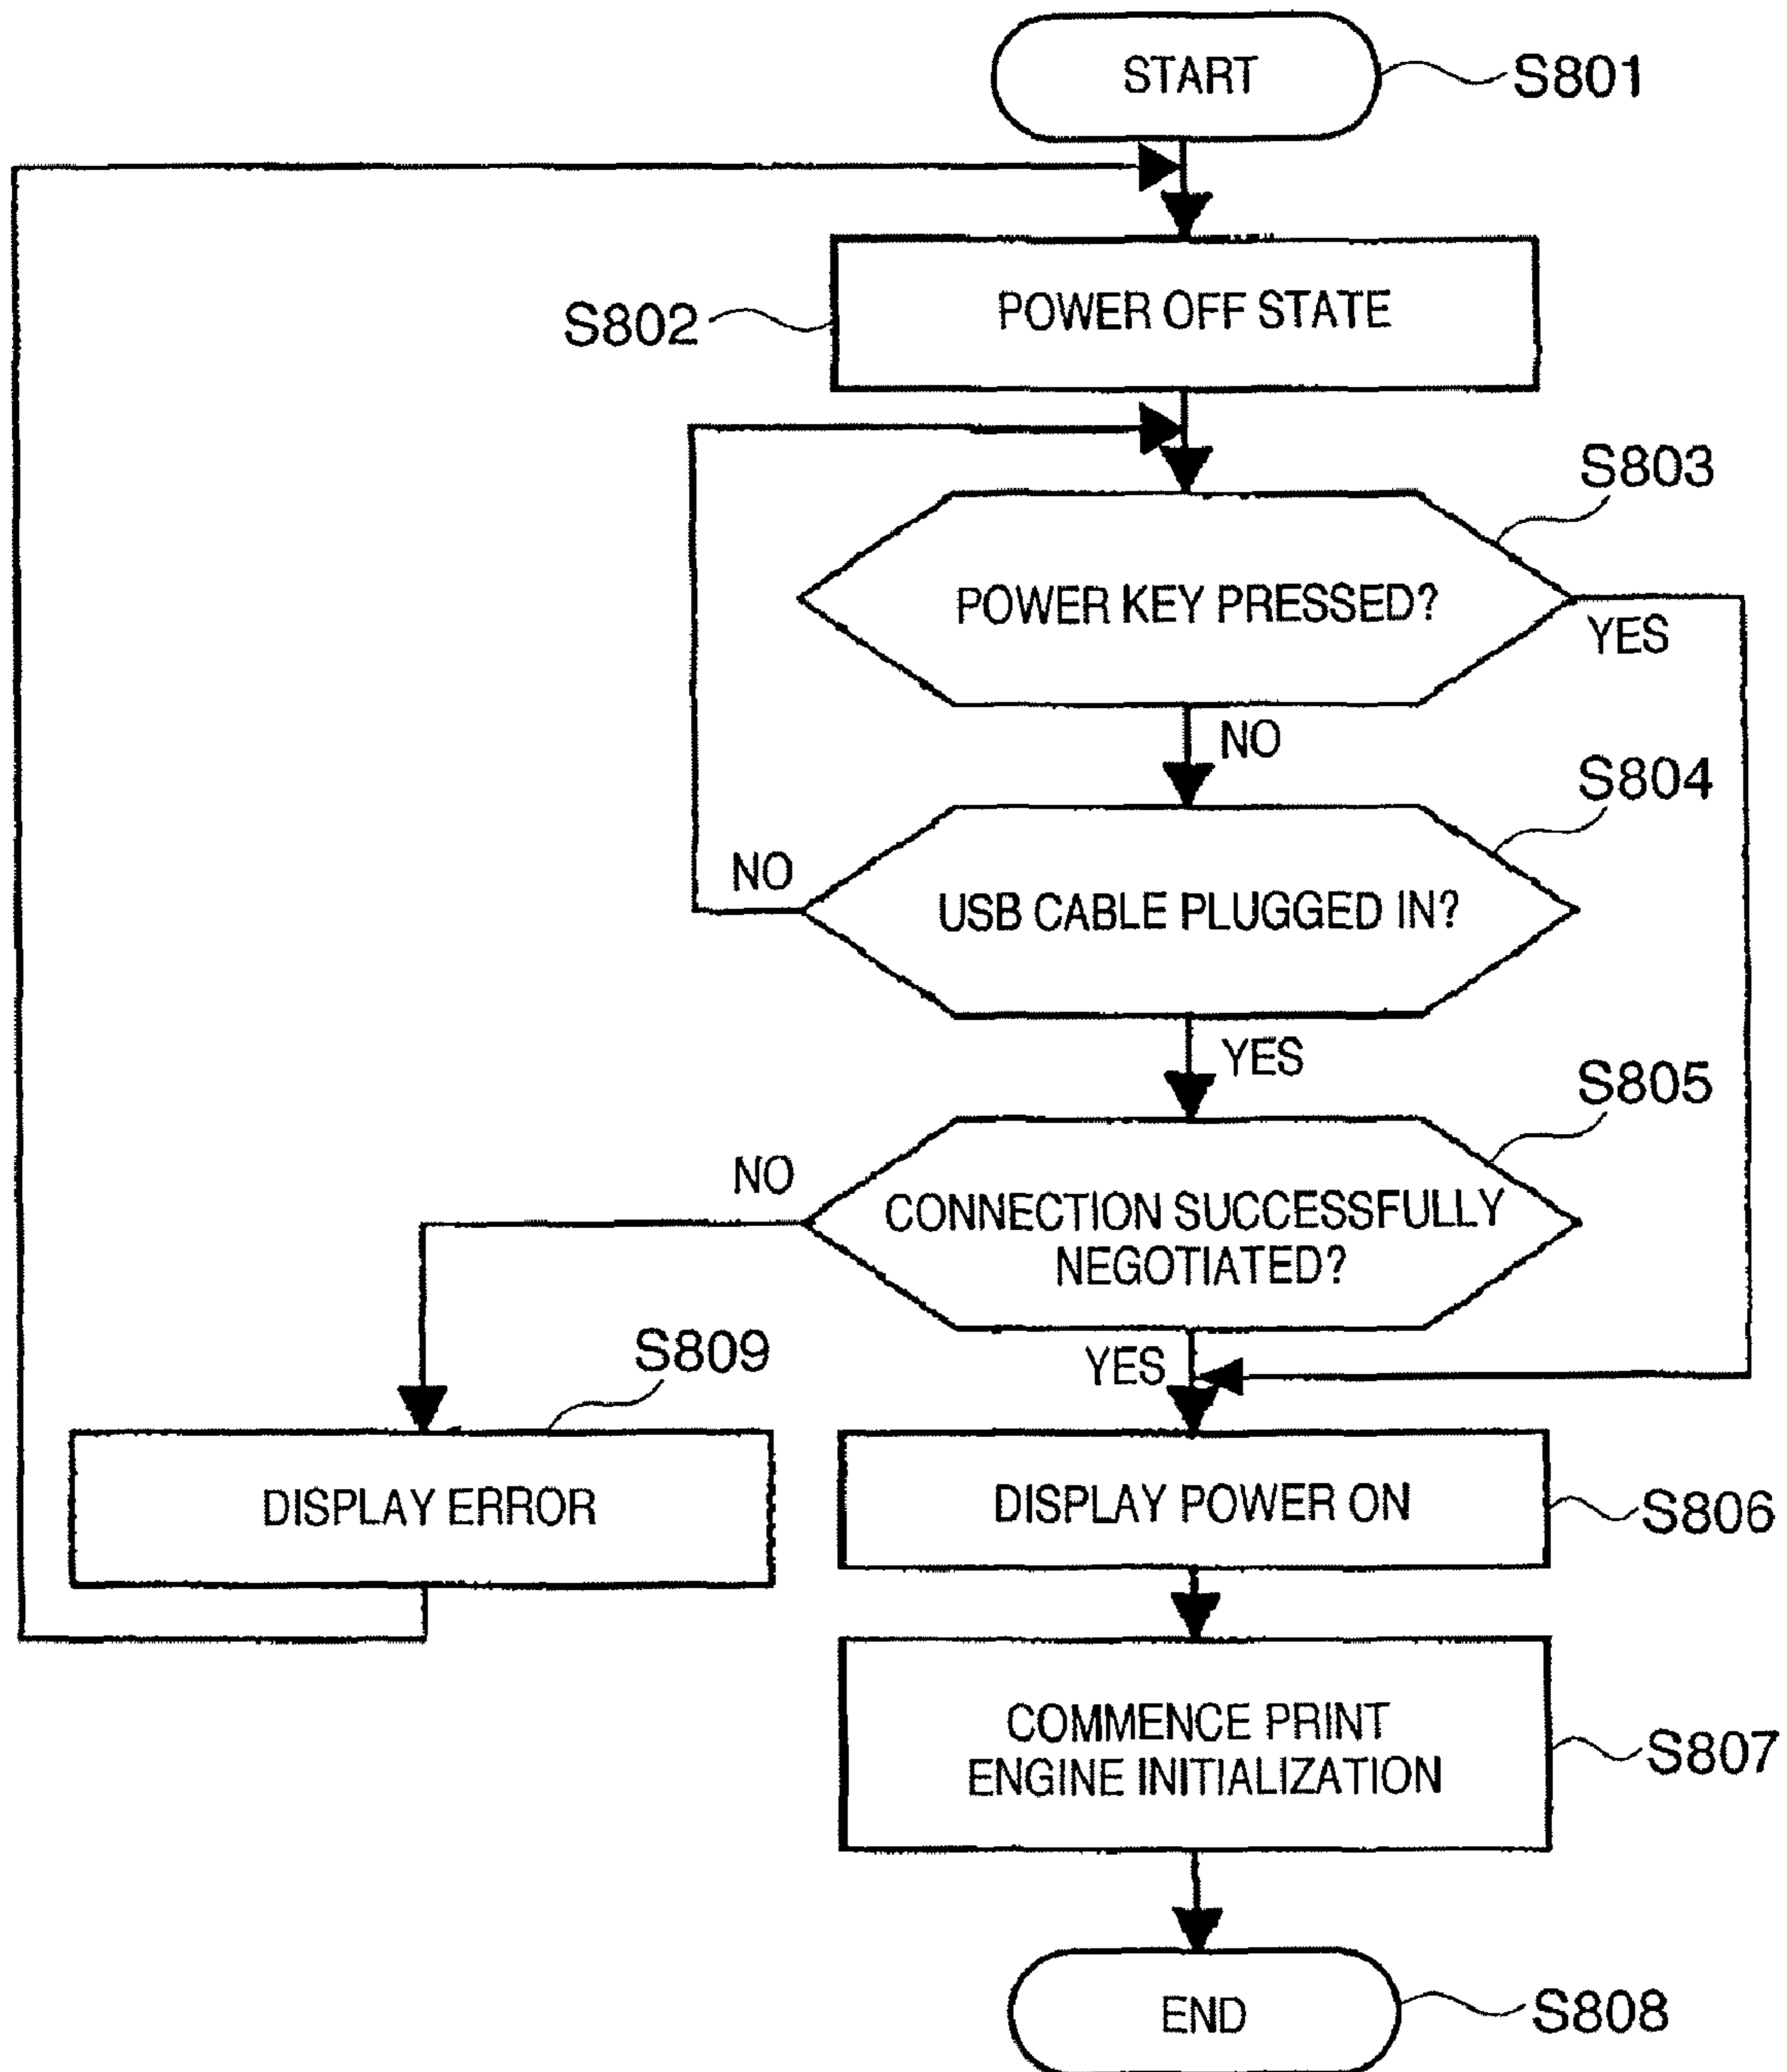 START
S801
POWER OFF STATE
S802
S803
POWER KEY PRESSED?
YES
NO
S804
NO
USB CABLE PLUGGED IN?
YES
S805
NO
CONNECTION SUCCESSFULLY
NEGOTIATED?
YES
S809
DISPLAY ERROR
DISPLAY POWER ON
S806
COMMENCE PRINT
ENGINE INITIALIZATION
S807
END
S808